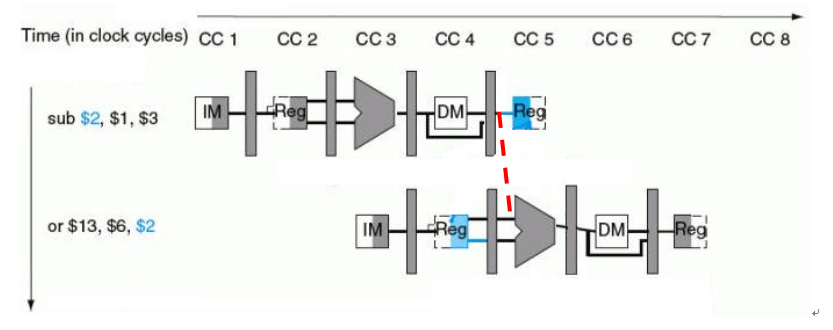 Time (in clock cycles) CC 1 CC 2 CC 3 CC 4 CC 5 CC 6 CC 7 CC 8
sub $2, $1, $3 IM Reg DM Reg
or $13, $6, $2 IM Reg DM Reg